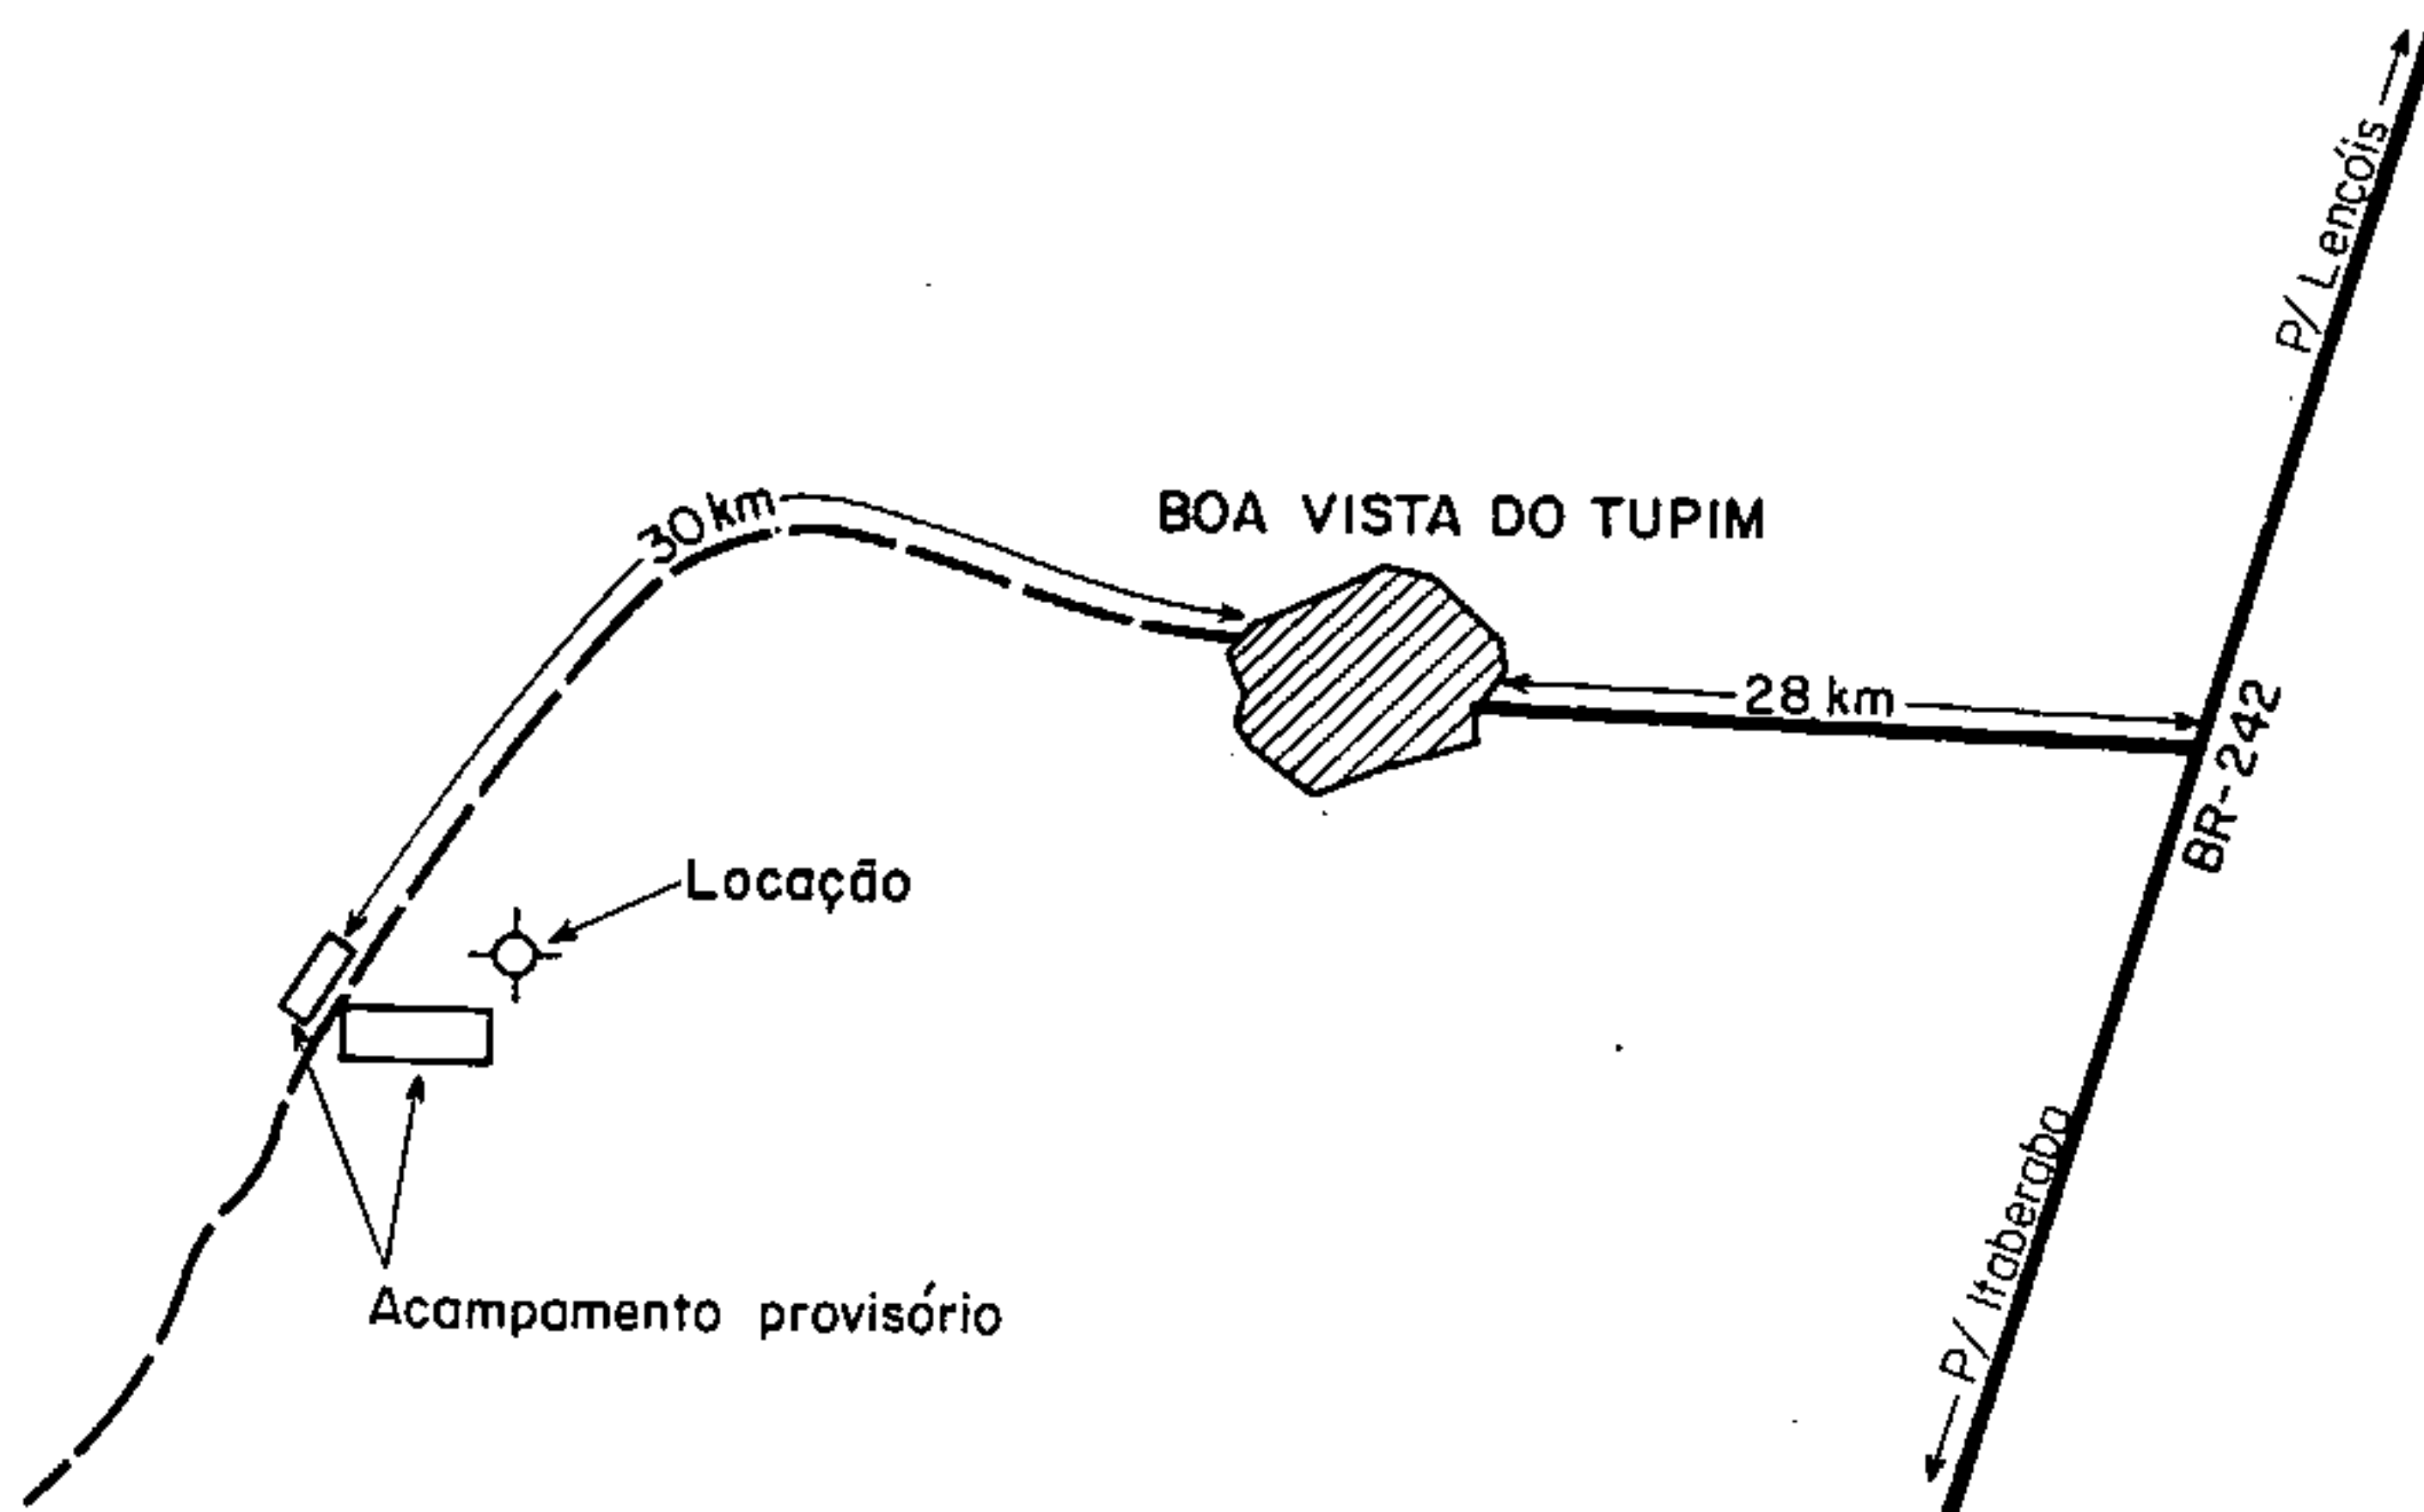 P/ Lençóis
30 km
BOA VISTA DO TUPIM
28 km
BR-242
Locação
Acampamento provisório
P/ Itaberaba